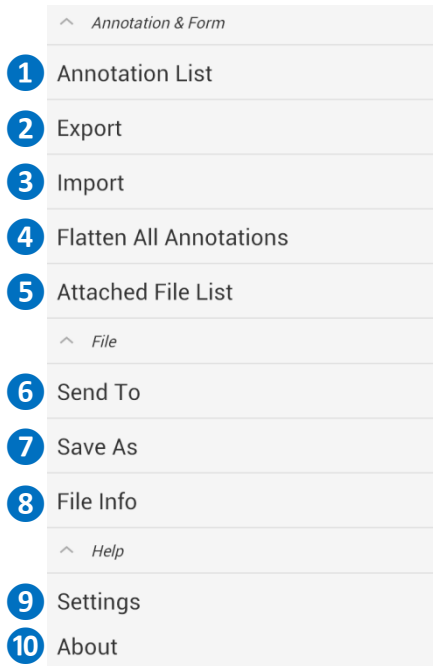 Annotation & Form
1 Annotation List
2 Export
3 Import
4 Flatten All Annotations
5 Attached File List
File
6 Send To
7 Save As
8 File Info
Help
9 Settings
10 About